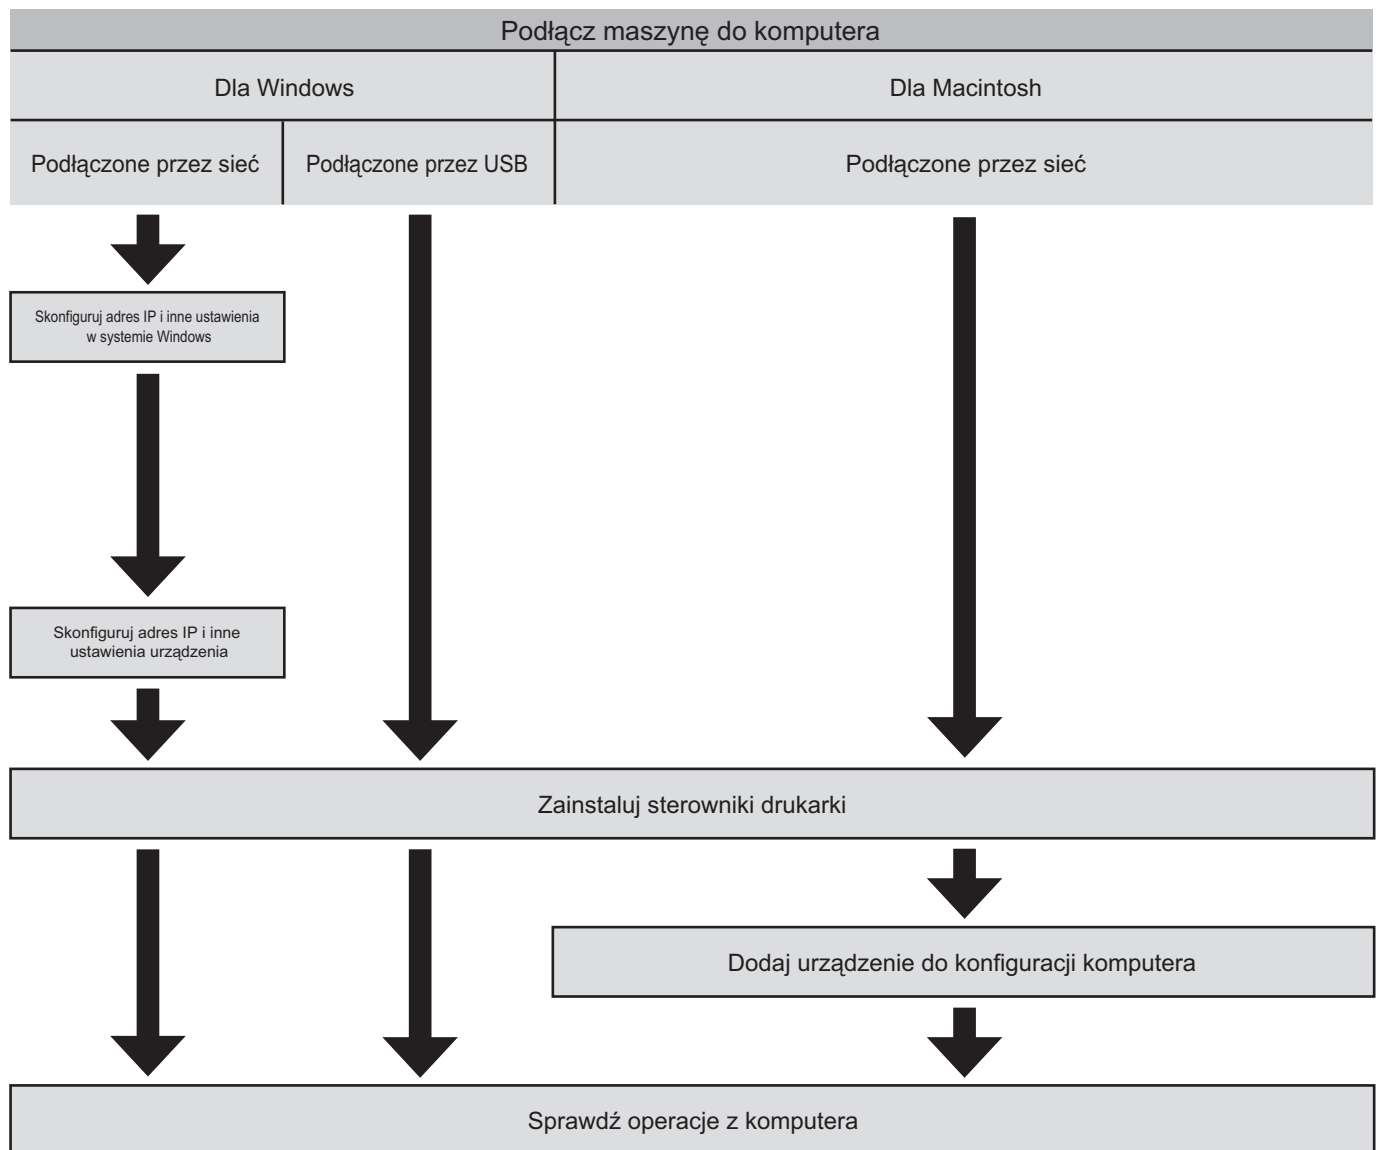 Podłącz maszynę do komputera
Dla Windows
Dla Macintosh
Podłączone przez sieć
Podłączone przez USB
Podłączone przez sieć
Skonfiguruj adres IP i inne ustawienia
w systemie Windows
Skonfiguruj adres IP i inne
ustawienia urządzenia
Zainstaluj sterowniki drukarki
Dodaj urządzenie do konfiguracji komputera
Sprawdź operacje z komputera